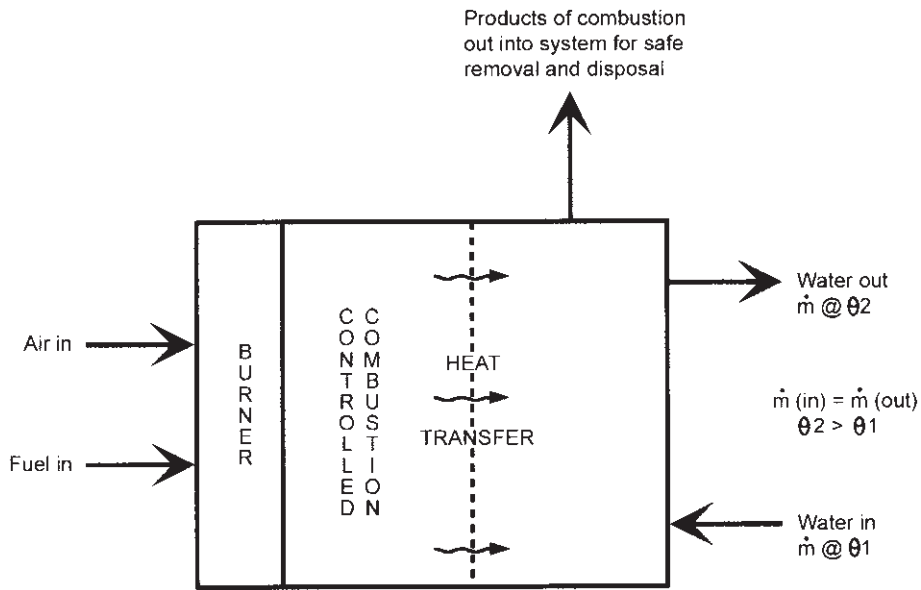 Products of combustion
out into system for safe
removal and disposal
Air in
Fuel in
BURNER
CONTROLLED
COMBUSTION
HEAT
TRANSFER
Water out
ṁ @ θ2
ṁ (in) = ṁ (out)
θ2 > θ1
Water in
ṁ @ θ1